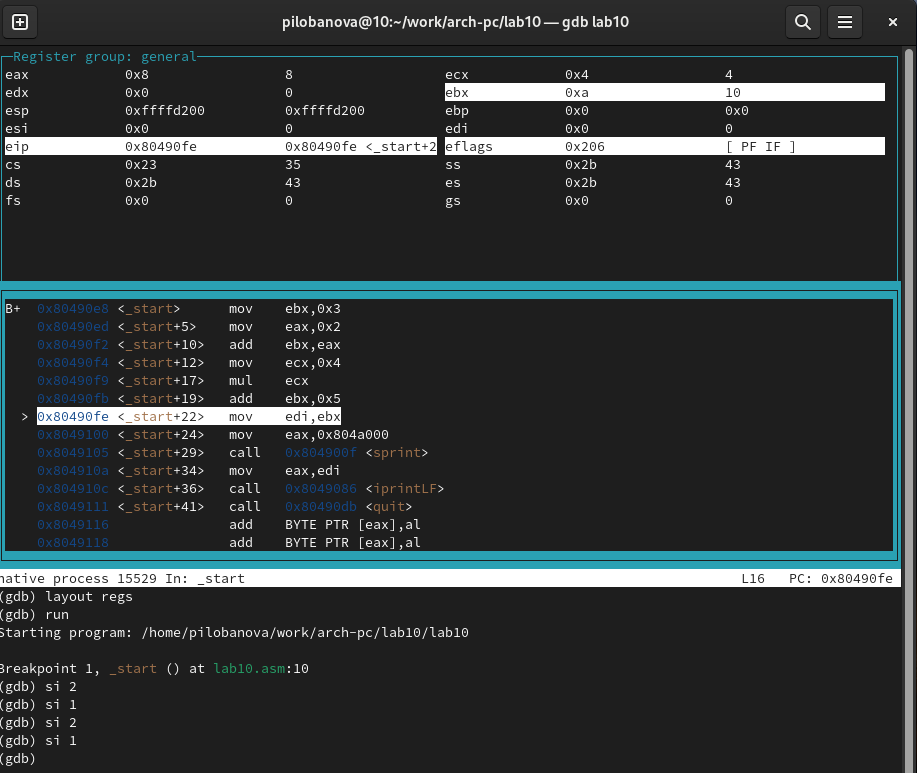 pilobanova@10:~/work/arch-pc/lab10 — gdb lab10
Register group: general
eax 0x8 8 ecx 0x4 4
edx 0x0 0 ebx 0xa 10
esp 0xffffd200 0xffffd200 ebp 0x0 0x0
esi 0x0 0 edi 0x0 0
eip 0x80490fe 0x80490fe <_start+2 eflags 0x206 [ PF IF ]
cs 0x23 35 ss 0x2b 43
ds 0x2b 43 es 0x2b 43
fs 0x0 0 gs 0x0 0
B+ 0x80490e8 <_start> mov ebx,0x3
0x80490ed <_start+5> mov eax,0x2
0x80490f2 <_start+10> add ebx,eax
0x80490f4 <_start+12> mov ecx,0x4
0x80490f9 <_start+17> mul ecx
0x80490fb <_start+19> add ebx,0x5
> 0x80490fe <_start+22> mov edi,ebx
0x8049100 <_start+24> mov eax,0x804a000
0x8049105 <_start+29> call 0x804900f <sprint>
0x804910a <_start+34> mov eax,edi
0x804910c <_start+36> call 0x8049086 <iprintLF>
0x8049111 <_start+41> call 0x80490db <quit>
0x8049116 add BYTE PTR [eax],al
0x8049118 add BYTE PTR [eax],al
native process 15529 In: _start L16 PC: 0x80490fe
(gdb) layout regs
(gdb) run
Starting program: /home/pilobanova/work/arch-pc/lab10/lab10
Breakpoint 1, _start () at lab10.asm:10
(gdb) si 2
(gdb) si 1
(gdb) si 2
(gdb) si 1
(gdb)